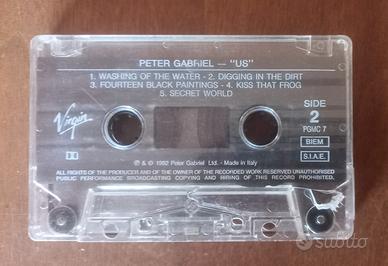 PETER GABRIEL — "US"
1. WASHING OF THE WATER - 2. DIGGING IN THE DIRT
3. FOURTEEN BLACK PAINTINGS - 4. KISS THAT FROG
5. SECRET WORLD
SIDE
2
PGMC 7
BIEM
S.I.A.E.
Virgin
℗ & © 1992 Peter Gabriel Ltd. - Made in Italy
ALL RIGHTS OF THE PRODUCER AND OF THE OWNER OF THE RECORDED WORK RESERVED UNAUTHORISED
PUBLIC PERFORMANCE BROADCASTING COPYING AND HIRING OF THIS RECORD PROHIBITED
subito